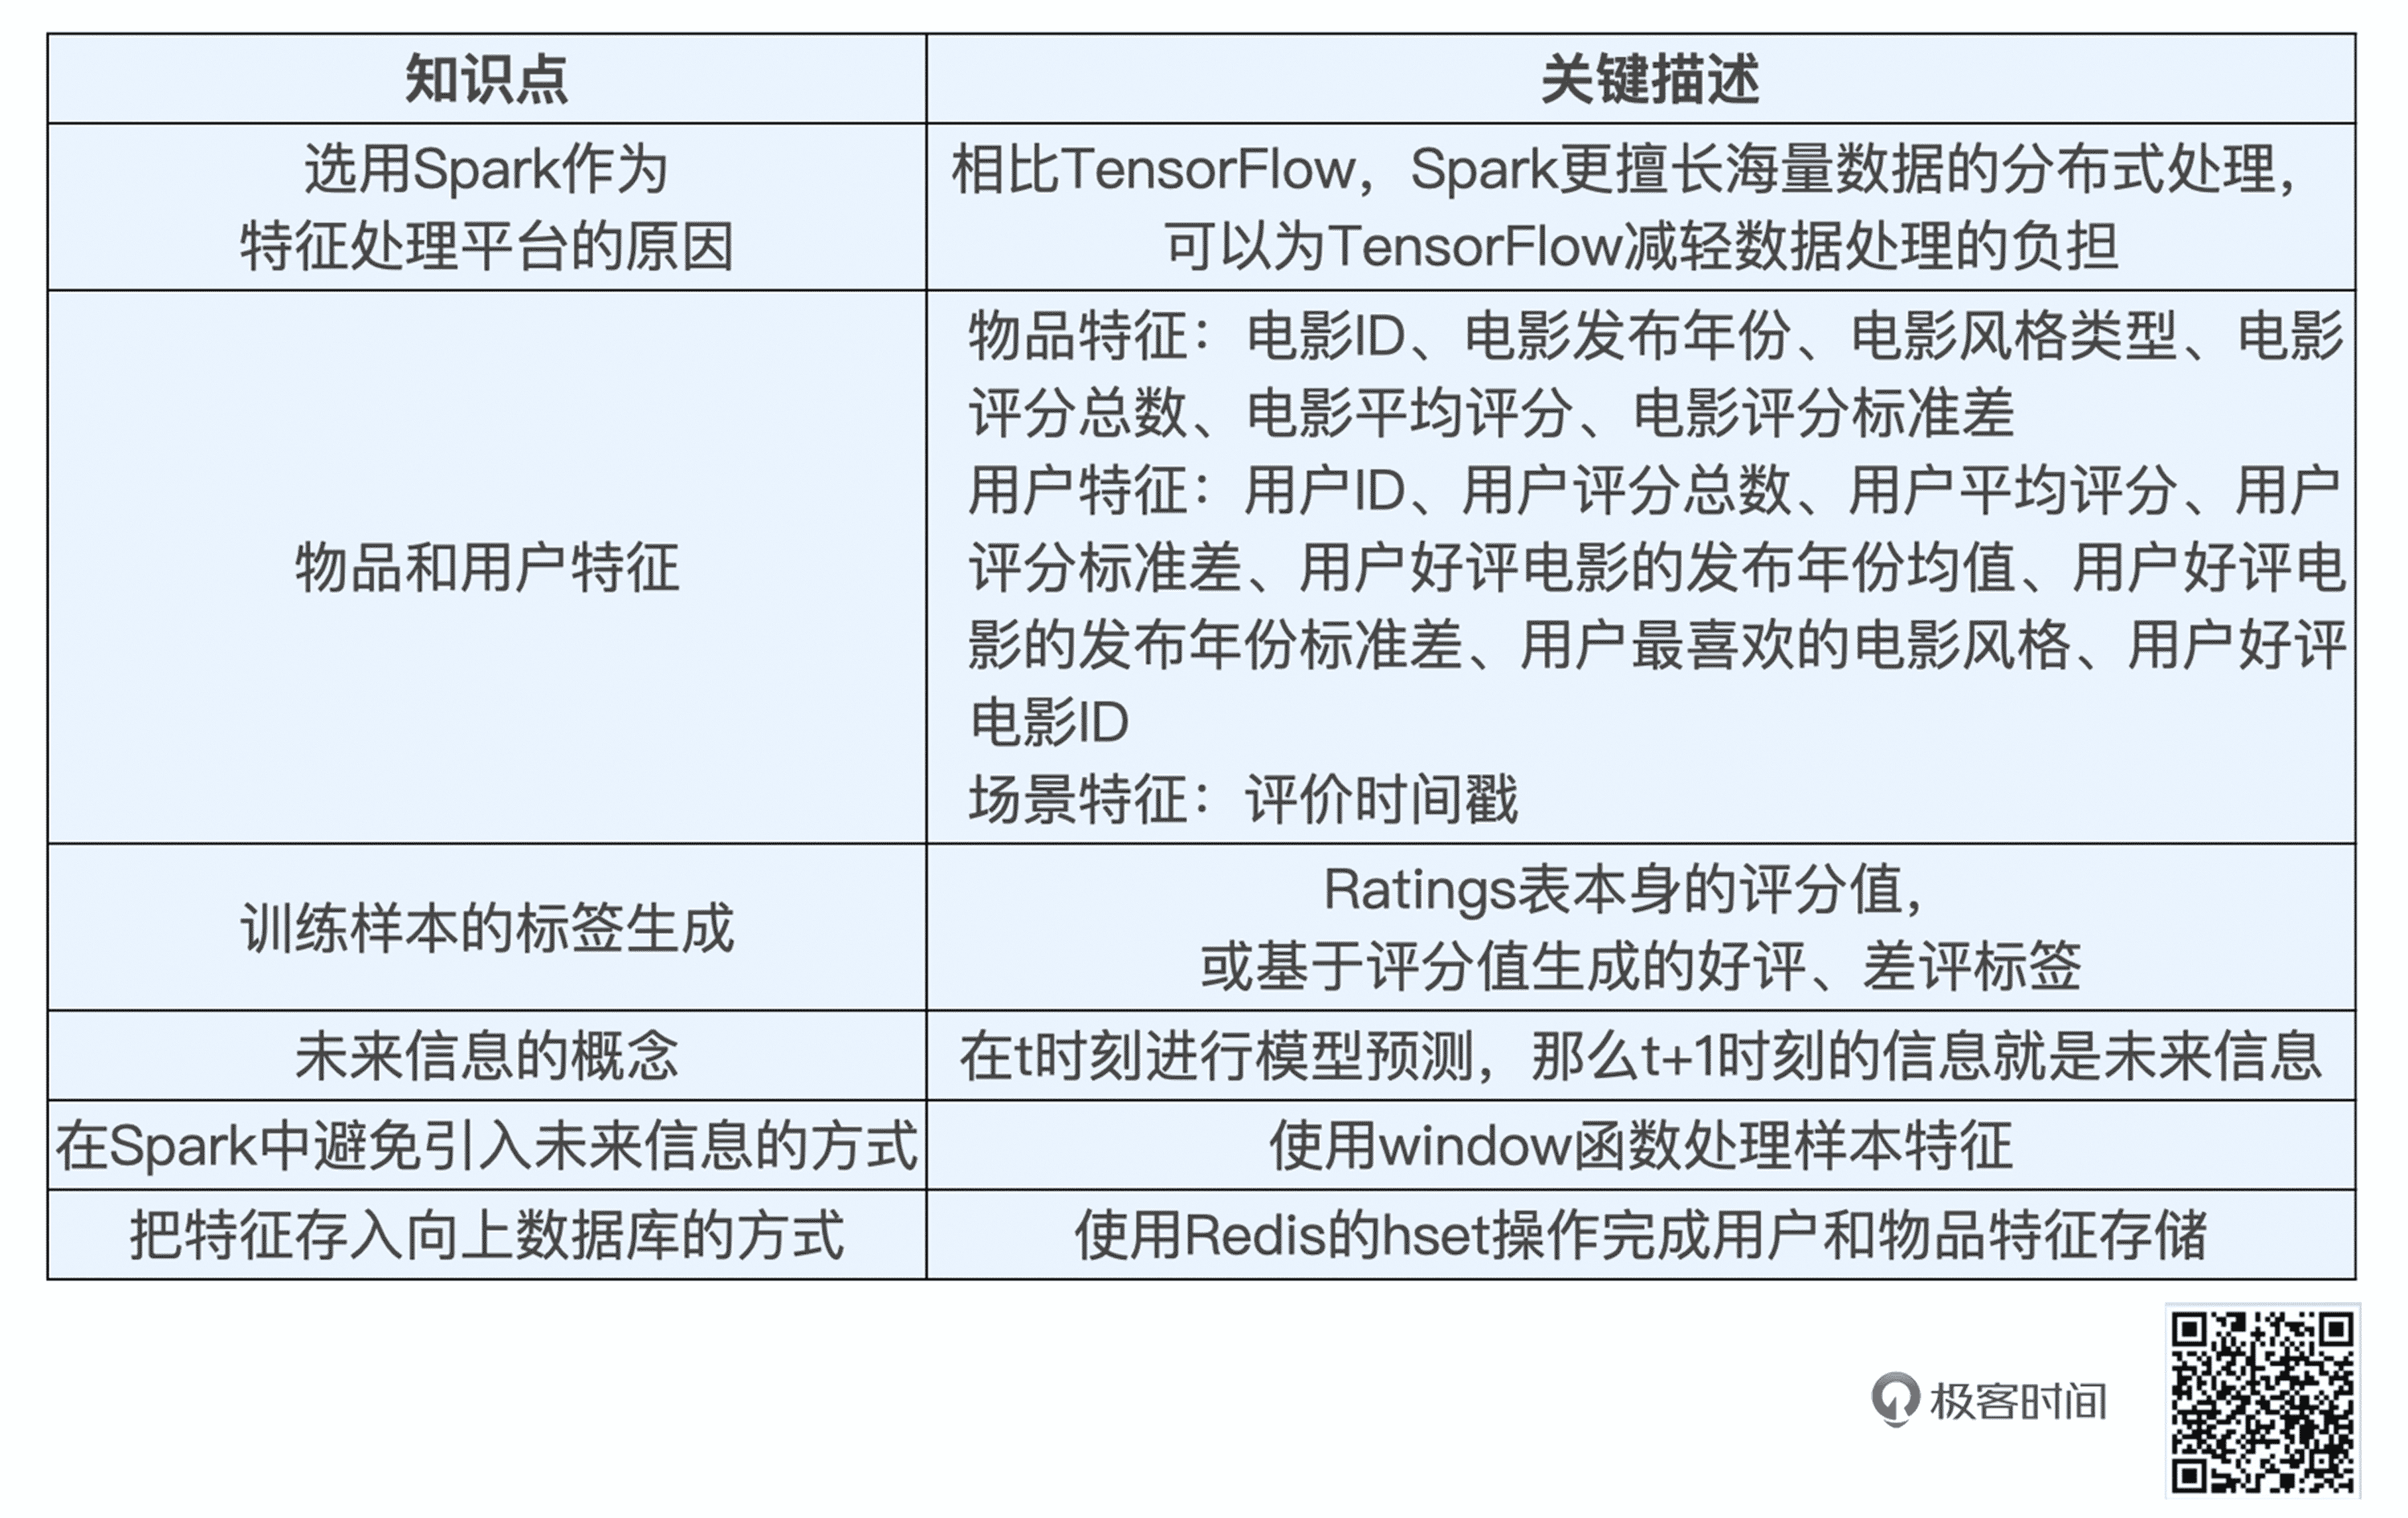 知识点
关键描述
选用Spark作为
特征处理平台的原因
相比TensorFlow，Spark更擅长海量数据的分布式处理，
可以为TensorFlow减轻数据处理的负担
物品和用户特征
物品特征：电影ID、电影发布年份、电影风格类型、电影
评分总数、电影平均评分、电影评分标准差
用户特征：用户ID、用户评分总数、用户平均评分、用户
评分标准差、用户好评电影的发布年份均值、用户好评电
影的发布年份标准差、用户最喜欢的电影风格、用户好评
电影ID
场景特征：评价时间戳
训练样本的标签生成
Ratings表本身的评分值，
或基于评分值生成的好评、差评标签
未来信息的概念
在t时刻进行模型预测，那么t+1时刻的信息就是未来信息
在Spark中避免引入未来信息的方式
使用window函数处理样本特征
把特征存入向上数据库的方式
使用Redis的hset操作完成用户和物品特征存储
极客时间